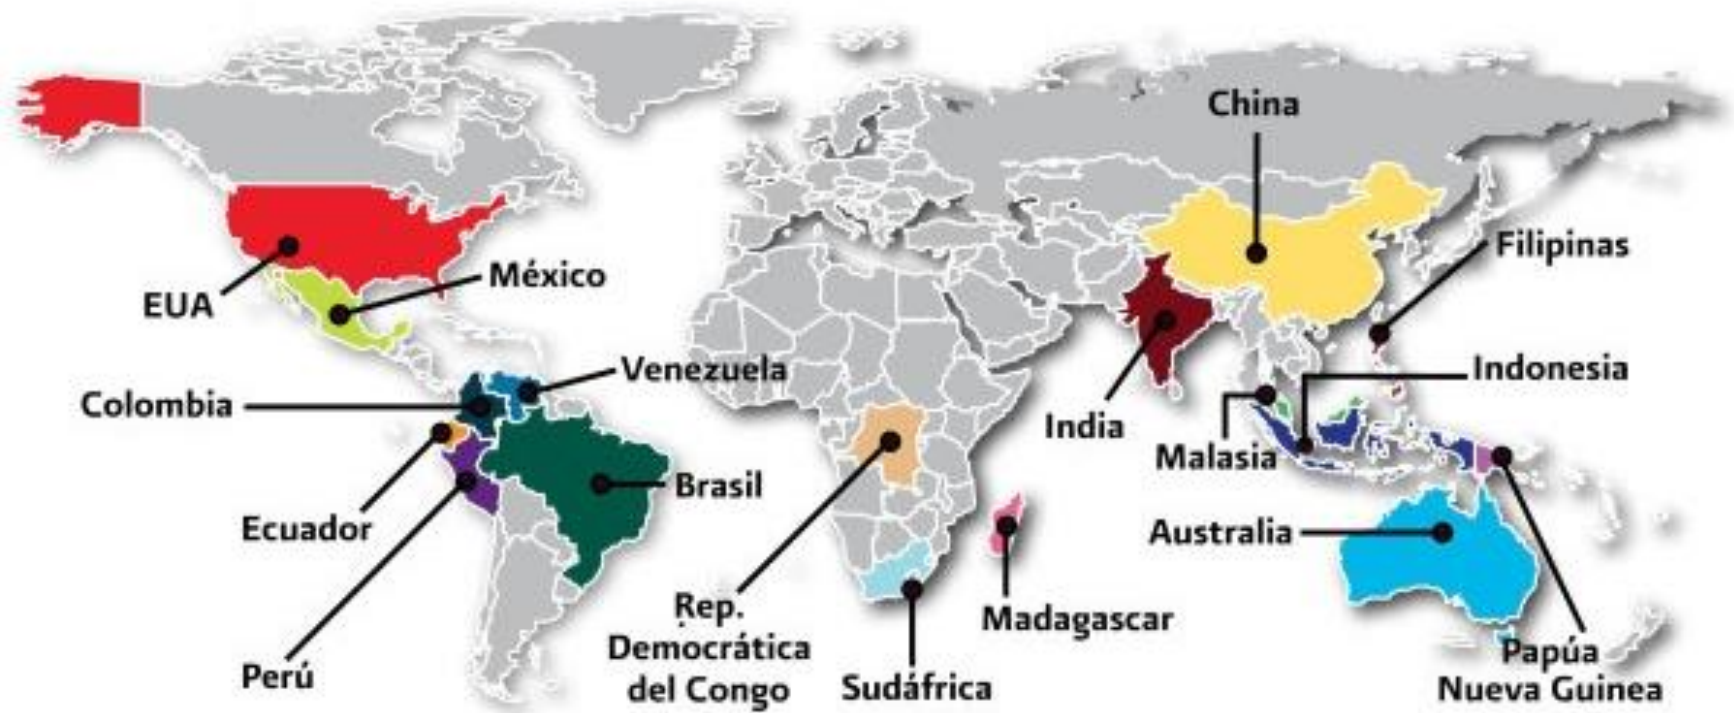 China
Filipinas
México
EUA
Venezuela
Indonesia
Colombia
India
Malasia
Brasil
Ecuador
Australia
Rep.
Democrática
del Congo
Madagascar
Perú
Sudáfrica
Papúa
Nueva Guinea